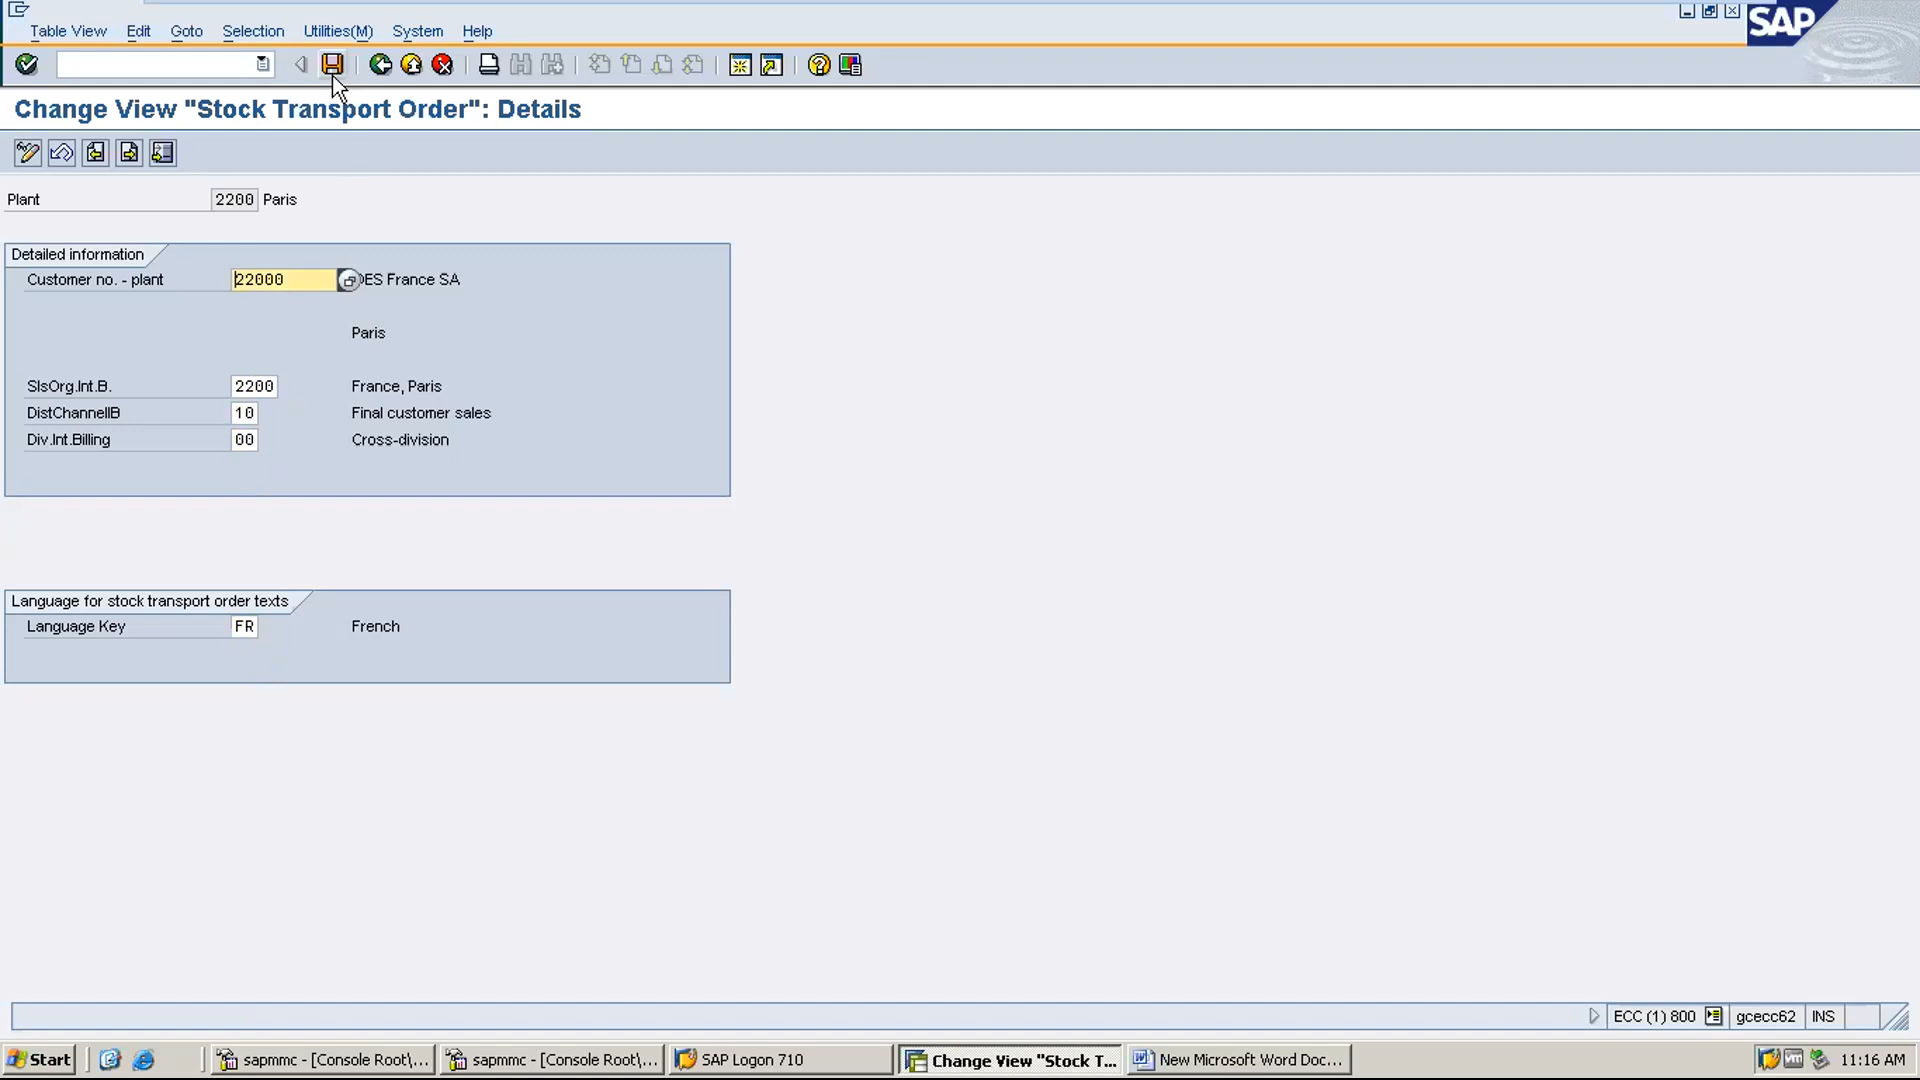 Table View Edit Goto Selection Utilities(M) System Help
SAP
Change View "Stock Transport Order": Details
Plant 2200 Paris
Detailed information
Customer no. - plant 22000 DES France SA
Paris
SlsOrg.Int.B. 2200 France, Paris
DistChannelIB 10 Final customer sales
Div.Int.Billing 00 Cross-division
Language for stock transport order texts
Language Key FR French
ECC (1) 800 gcecc62 INS
Start sapmmc - [Console Root\... sapmmc - [Console Root\... SAP Logon 710 Change View "Stock T... New Microsoft Word Doc... 11:16 AM